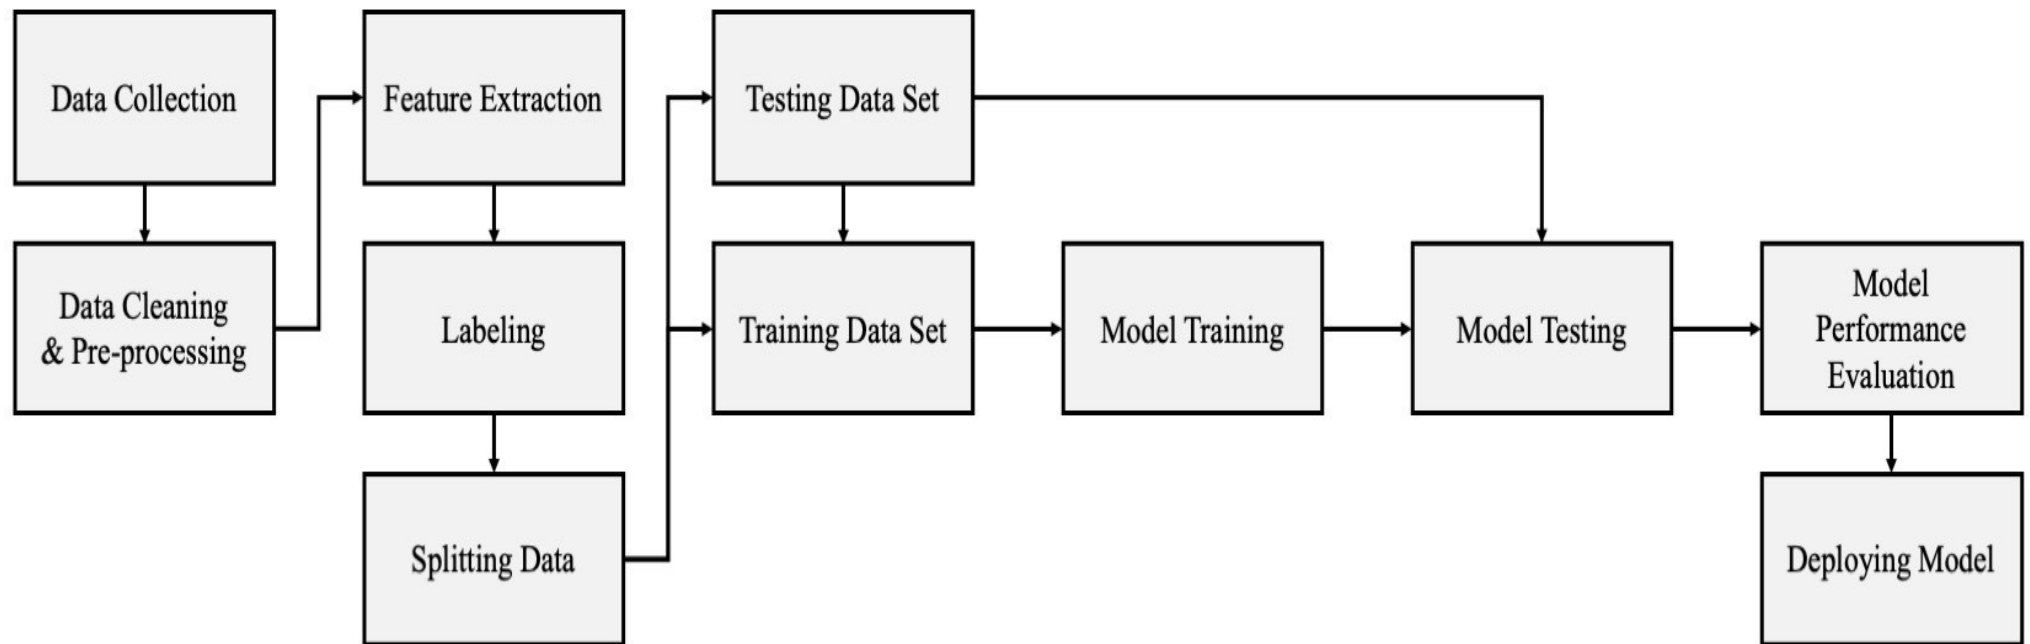 Data Collection
Data Cleaning
& Pre-processing
Feature Extraction
Labeling
Splitting Data
Testing Data Set
Training Data Set
Model Training
Model Testing
Model
Performance
Evaluation
Deploying Model